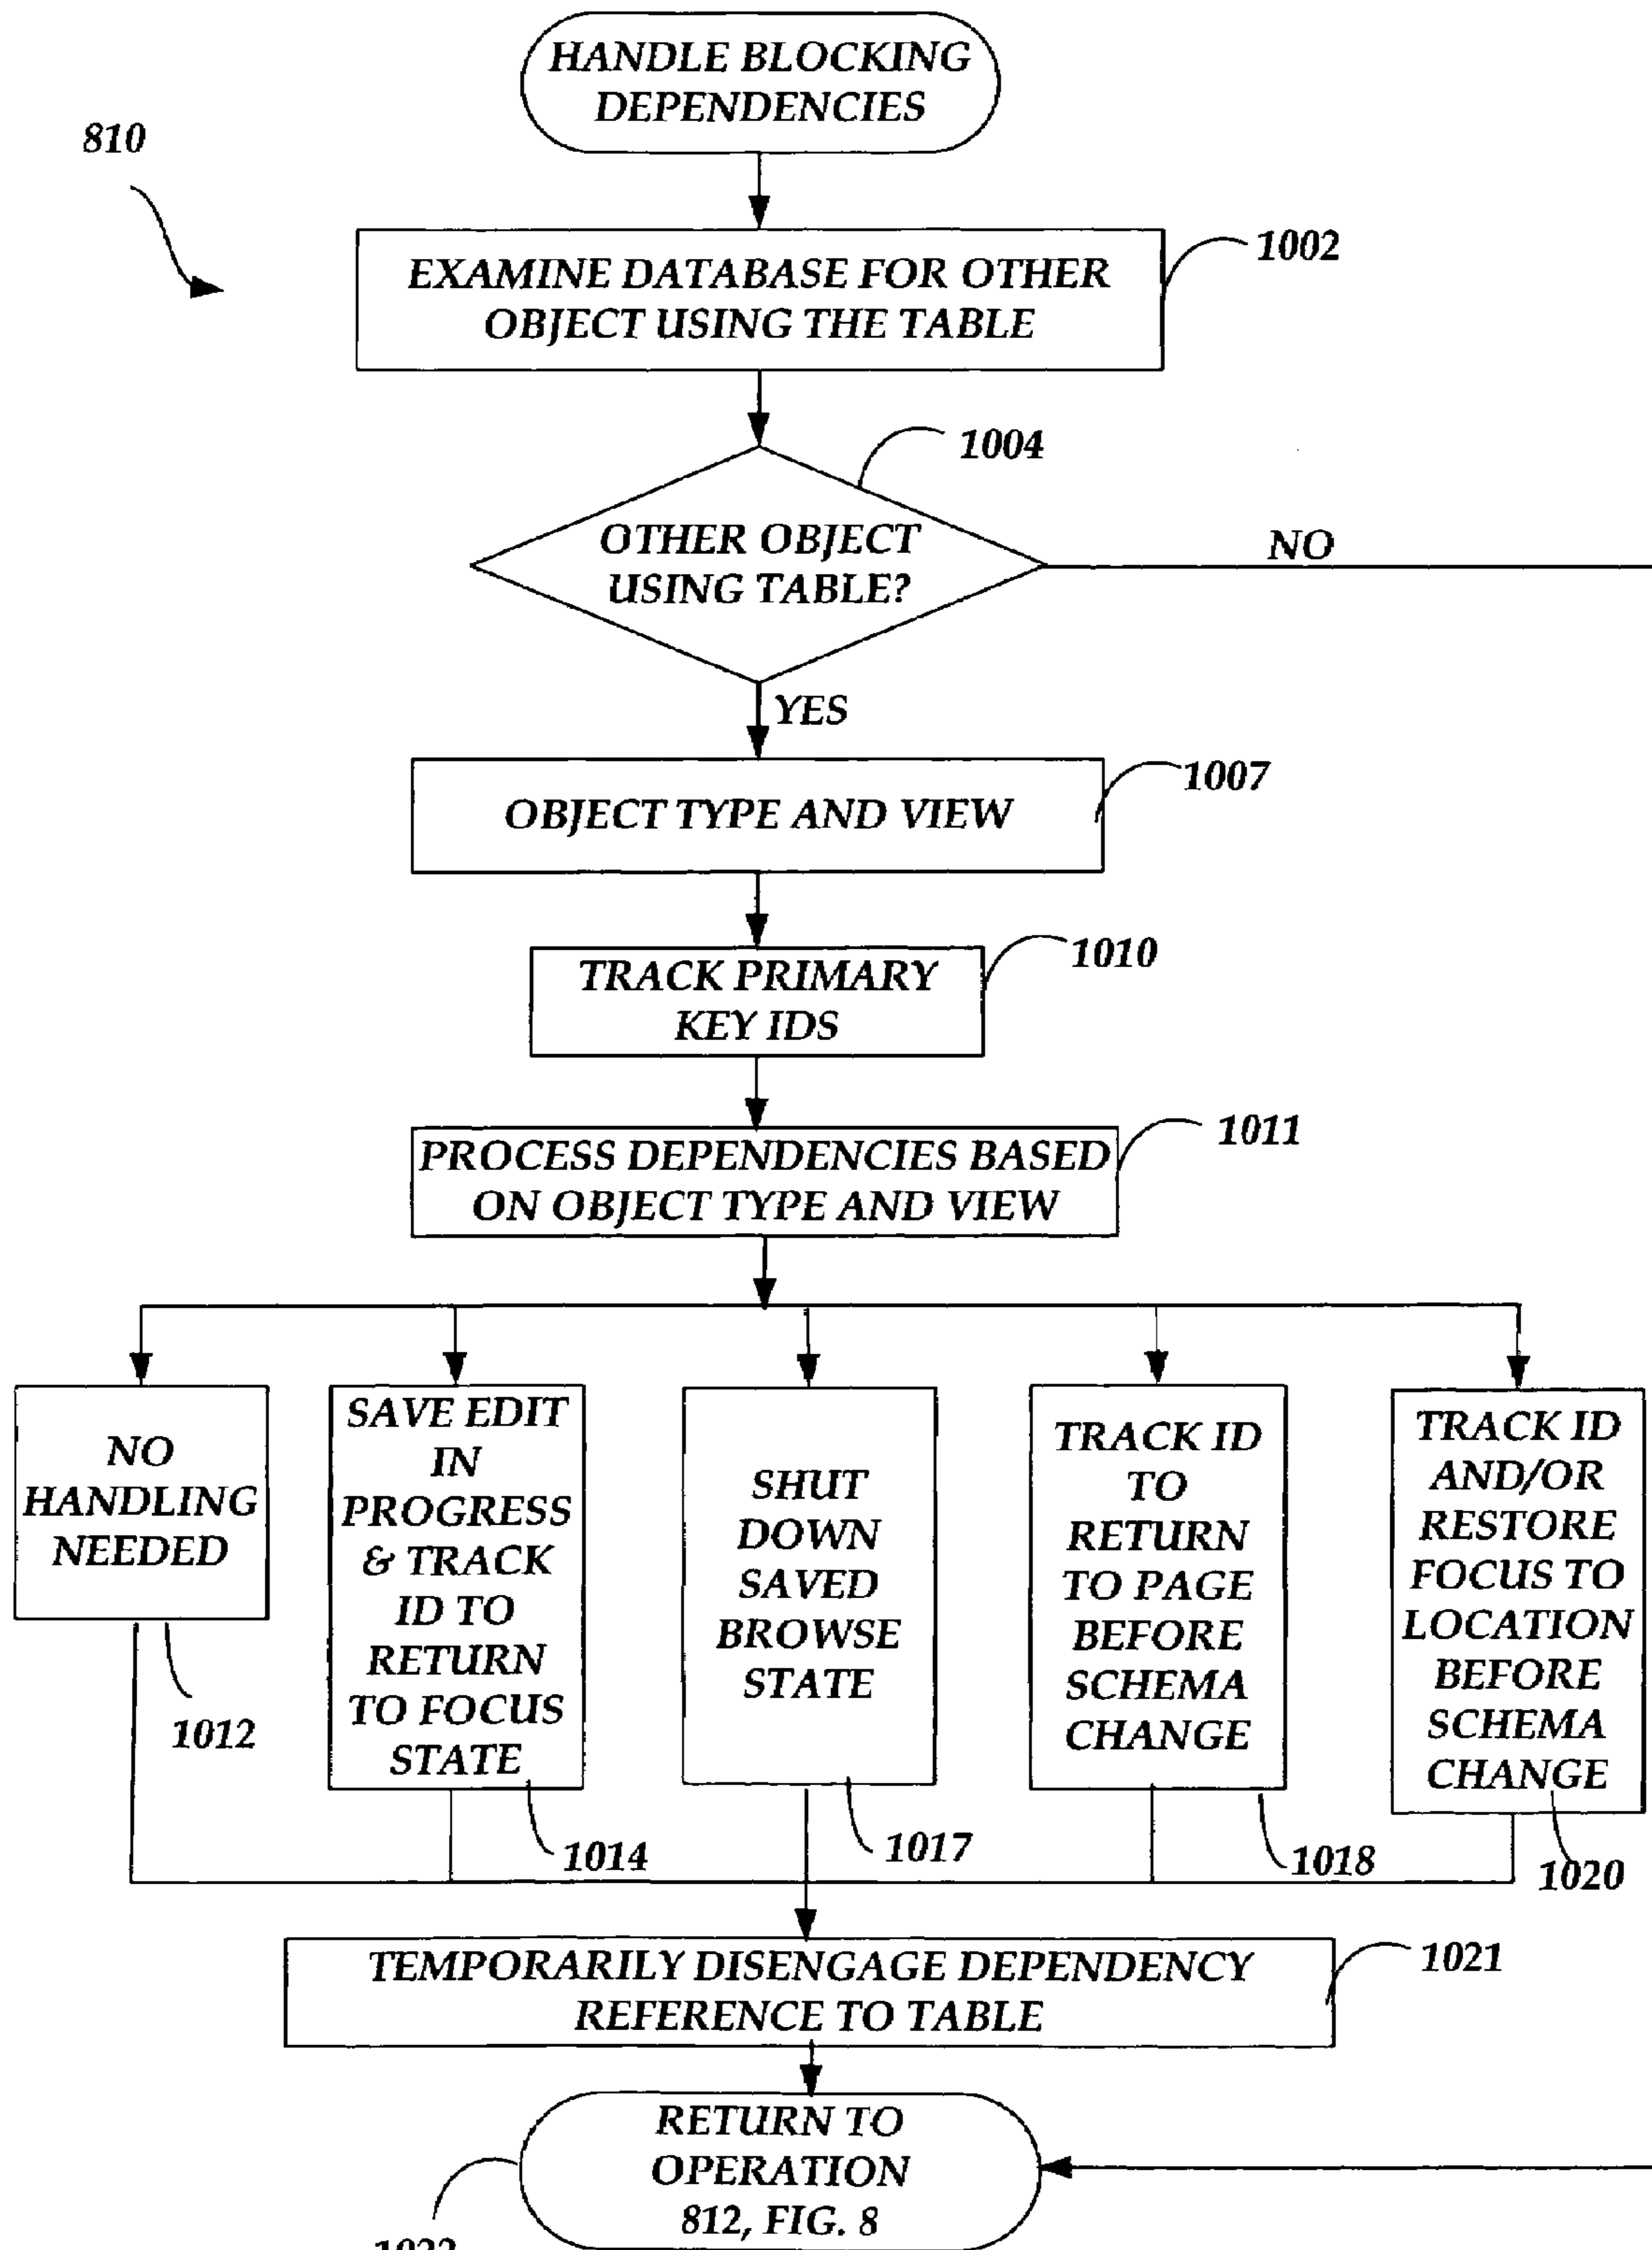 HANDLE BLOCKING
DEPENDENCIES
810
1002
EXAMINE DATABASE FOR OTHER
OBJECT USING THE TABLE
1004
OTHER OBJECT
USING TABLE?
NO
YES
1007
OBJECT TYPE AND VIEW
1010
TRACK PRIMARY
KEY IDS
1011
PROCESS DEPENDENCIES BASED
ON OBJECT TYPE AND VIEW
NO
HANDLING
NEEDED
1012
SAVE EDIT
IN
PROGRESS
& TRACK
ID TO
RETURN
TO FOCUS
STATE
1014
SHUT
DOWN
SAVED
BROWSE
STATE
1017
TRACK ID
TO
RETURN
TO PAGE
BEFORE
SCHEMA
CHANGE
1018
TRACK ID
AND/OR
RESTORE
FOCUS TO
LOCATION
BEFORE
SCHEMA
CHANGE
1020
TEMPORARILY DISENGAGE DEPENDENCY
REFERENCE TO TABLE
1021
RETURN TO
OPERATION
812, FIG. 8